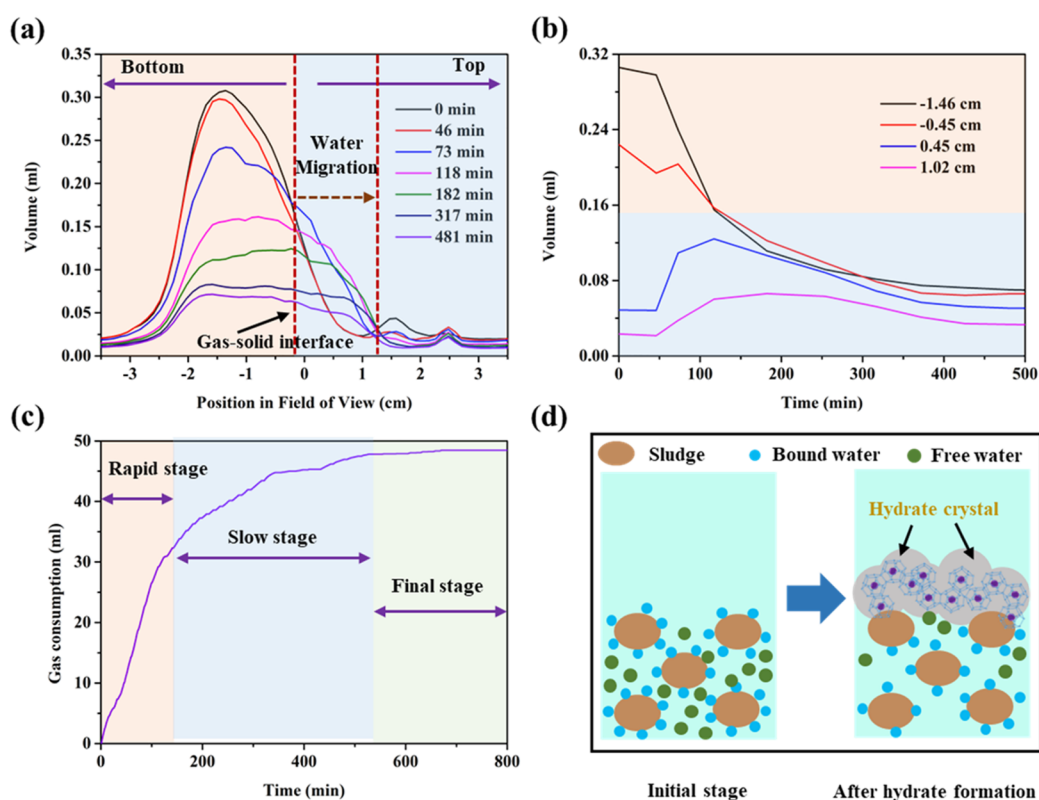 (a)
0.35
0.30
0.25
0.20
0.15
0.10
0.05
0.00
Volume (ml)
Bottom
Top
Water
Migration
0 min
46 min
73 min
118 min
182 min
317 min
481 min
Gas-solid interface
-3
-2
-1
0
1
2
3
Position in Field of View (cm)
(b)
0.32
0.24
0.16
0.08
0.00
Volume (ml)
-1.46 cm
-0.45 cm
0.45 cm
1.02 cm
0
100
200
300
400
500
Time (min)
(c)
50
40
30
20
10
0
Gas consumption (ml)
Rapid stage
Slow stage
Final stage
0
200
400
600
800
Time (min)
(d)
Sludge
Bound water
Free water
Hydrate crystal
Initial stage
After hydrate formation